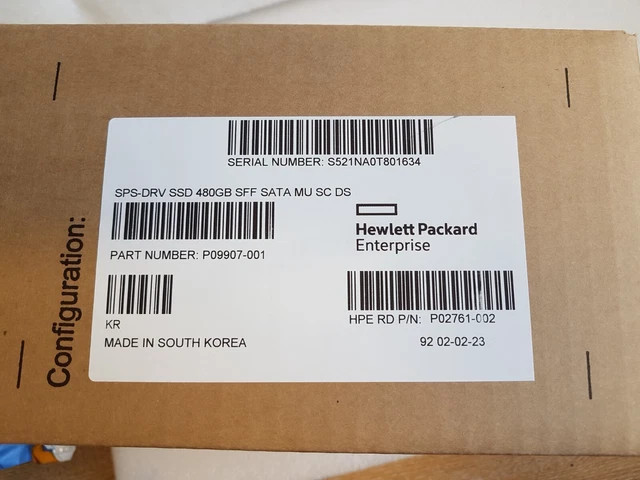 SERIAL NUMBER: S521NA0T801634
SPS-DRV SSD 480GB SFF SATA MU SC DS
Hewlett Packard
Enterprise
PART NUMBER: P09907-001
KR
HPE RD P/N: P02761-002
MADE IN SOUTH KOREA
92 02-02-23
Configuration: